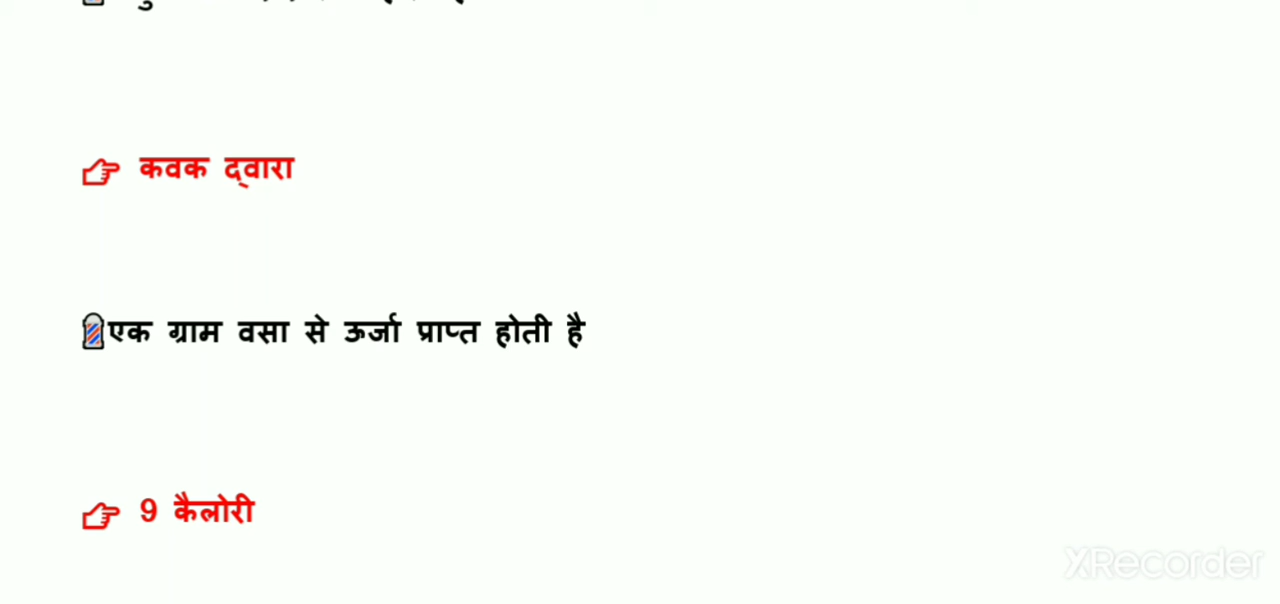 👉 कवक द्वारा
💈एक ग्राम वसा से ऊर्जा प्राप्त होती है
👉 9 कैलोरी
XRecorder